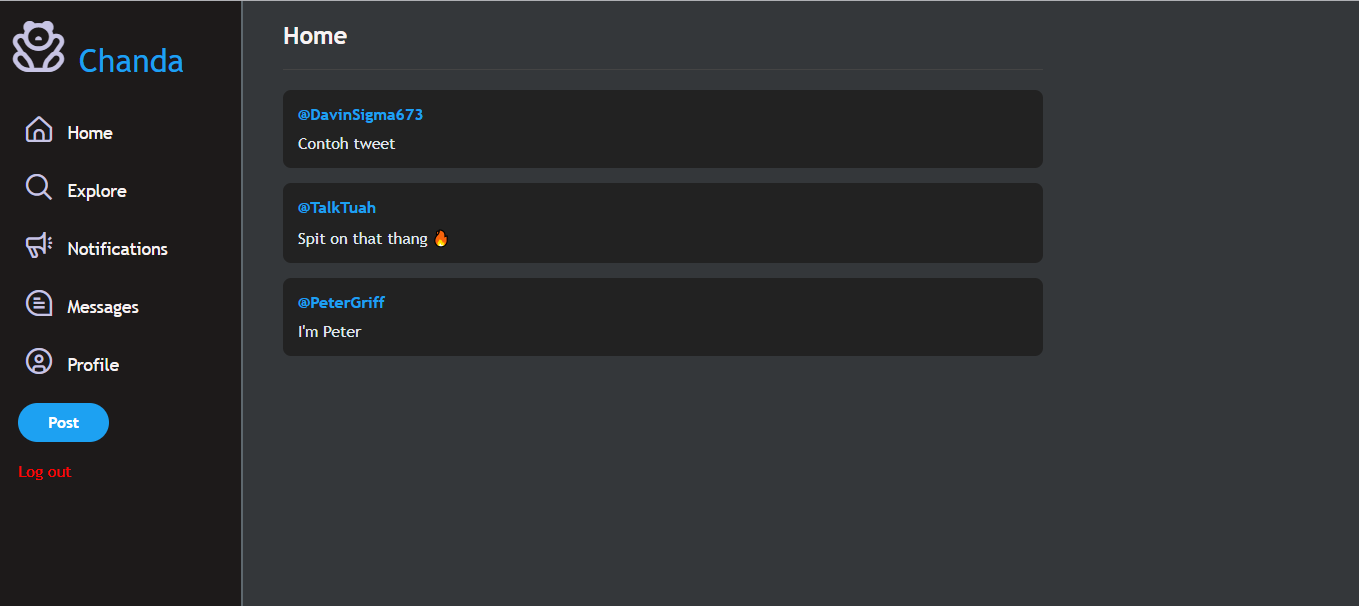 Chanda
Home
Explore
Notifications
Messages
Profile
Post
Log out
Home
@DavinSigma673
Contoh tweet
@TalkTuah
Spit on that thang 🔥
@PeterGriff
I'm Peter